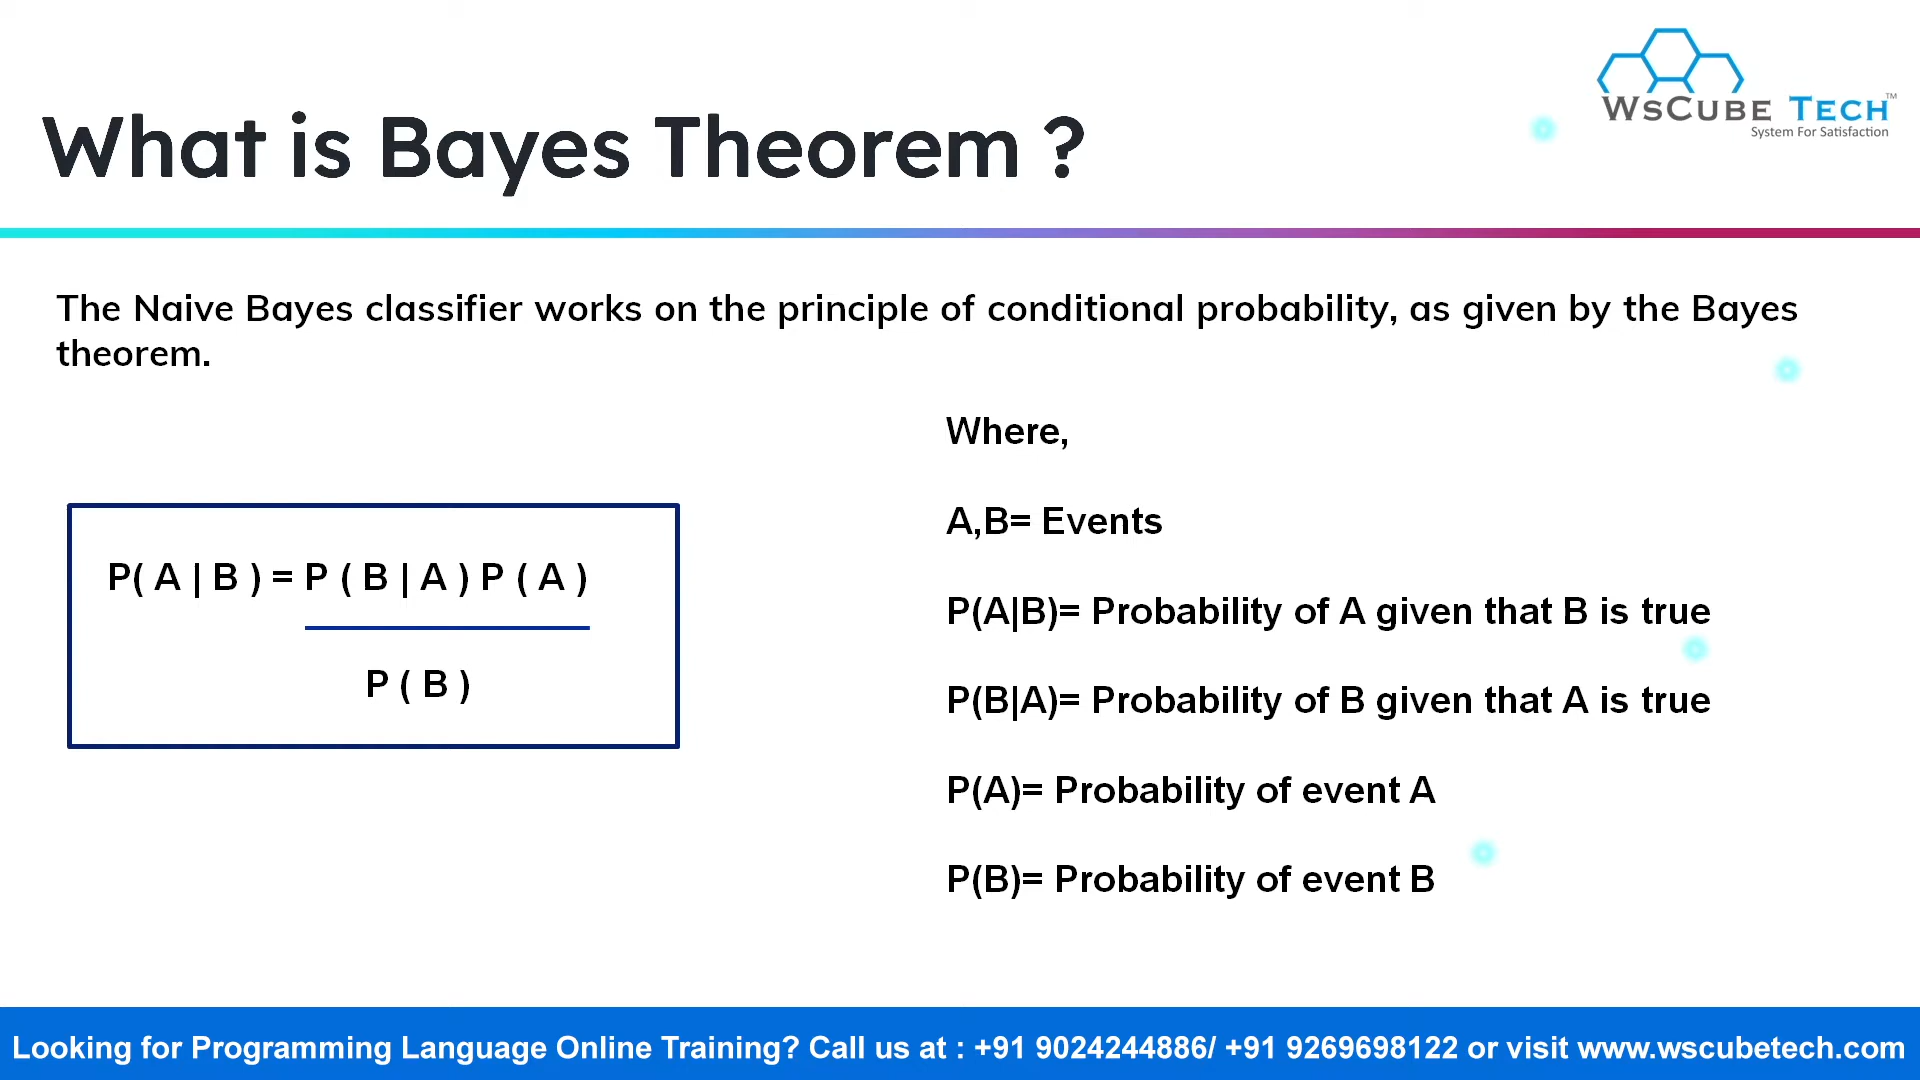 WsCube Tech™
System For Satisfaction
What is Bayes Theorem ?
The Naive Bayes classifier works on the principle of conditional probability, as given by the Bayes
theorem.
P( A | B ) = P ( B | A ) P ( A )
P ( B )
Where,
A,B= Events
P(A|B)= Probability of A given that B is true
P(B|A)= Probability of B given that A is true
P(A)= Probability of event A
P(B)= Probability of event B
Looking for Programming Language Online Training? Call us at : +91 9024244886/ +91 9269698122 or visit www.wscubetech.com